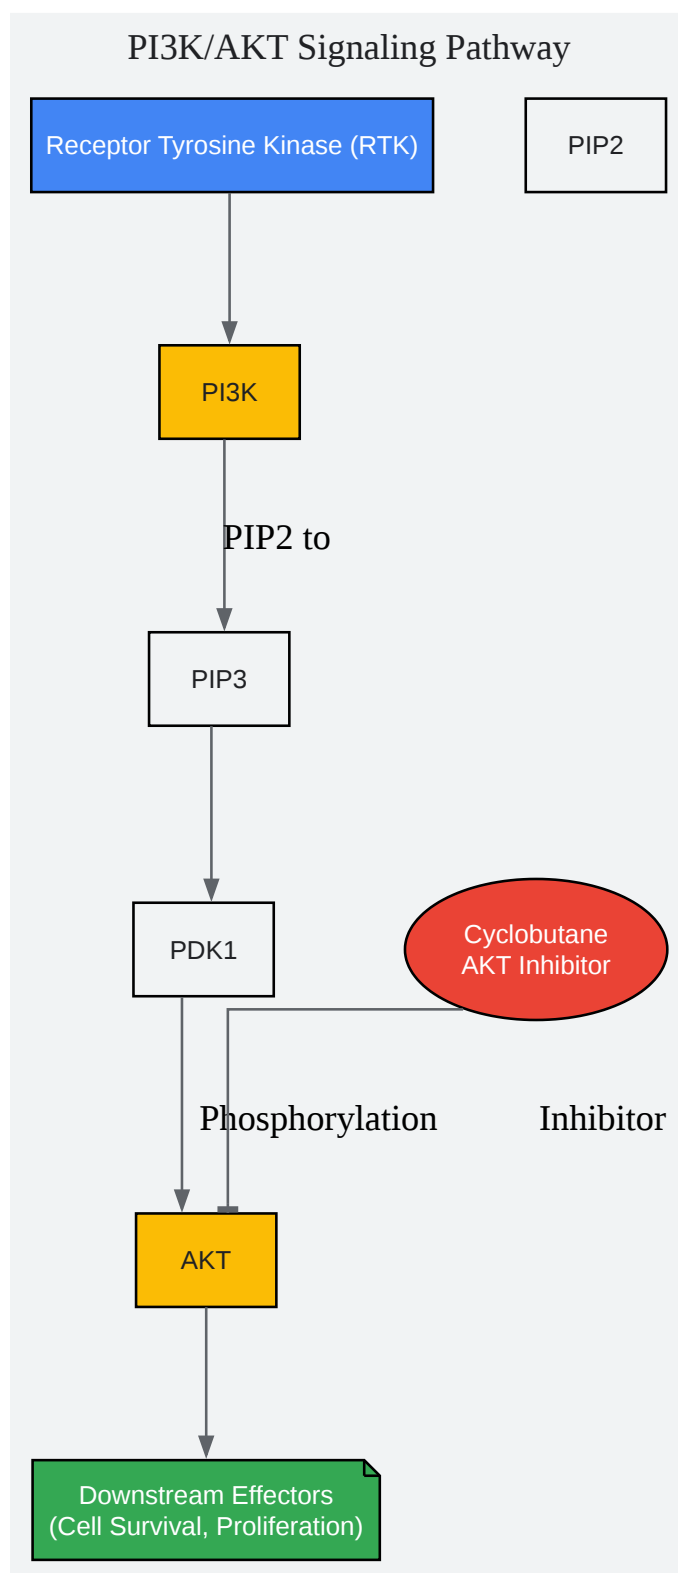 PI3K/AKT Signaling Pathway
Receptor Tyrosine Kinase (RTK)
PIP2
PI3K
PIP2 to
PIP3
PDK1
Cyclobutane
AKT Inhibitor
Phosphorylation
Inhibitor
AKT
Downstream Effectors
(Cell Survival, Proliferation)